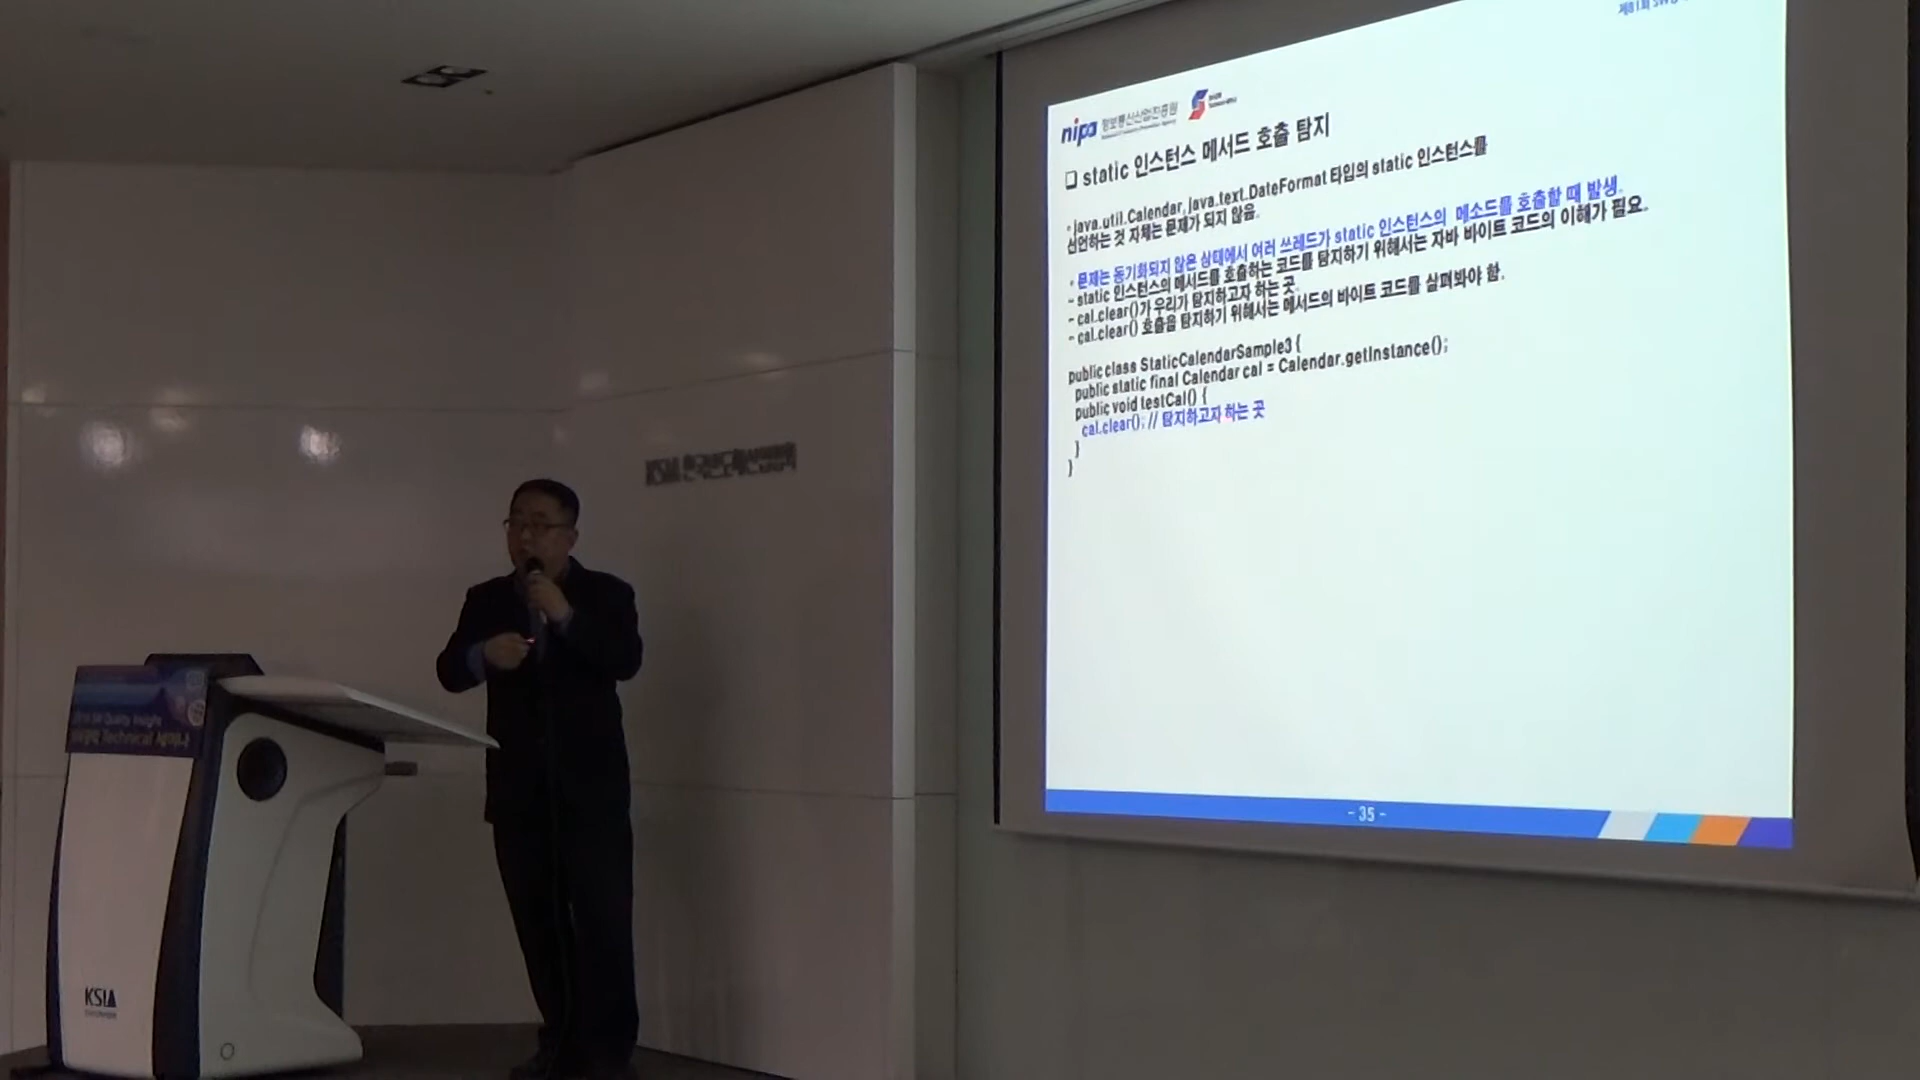 nipa 정보통신산업진흥원
❏ static 인스턴스 메서드 호출 탐지
• java.util.Calendar, java.text.DateFormat 타입의 static 인스턴스를
선언하는 것 자체는 문제가 되지 않음.
• 문제는 동기화되지 않은 상태에서 여러 쓰레드가 static 인스턴스의 메소드를 호출할 때 발생.
- static 인스턴스의 메서드를 호출하는 코드를 탐지하기 위해서는 자바 바이트 코드의 이해가 필요.
- cal.clear()가 우리가 탐지하고자 하는 곳.
- cal.clear() 호출을 탐지하기 위해서는 메서드의 바이트 코드를 살펴봐야 함.
public class StaticCalendarSample3 {
public static final Calendar cal = Calendar.getInstance();
public void testCal() {
cal.clear(); // 탐지하고자 하는 곳
}
}
- 35 -
Quality Insight
Technical 세미나
KSIA